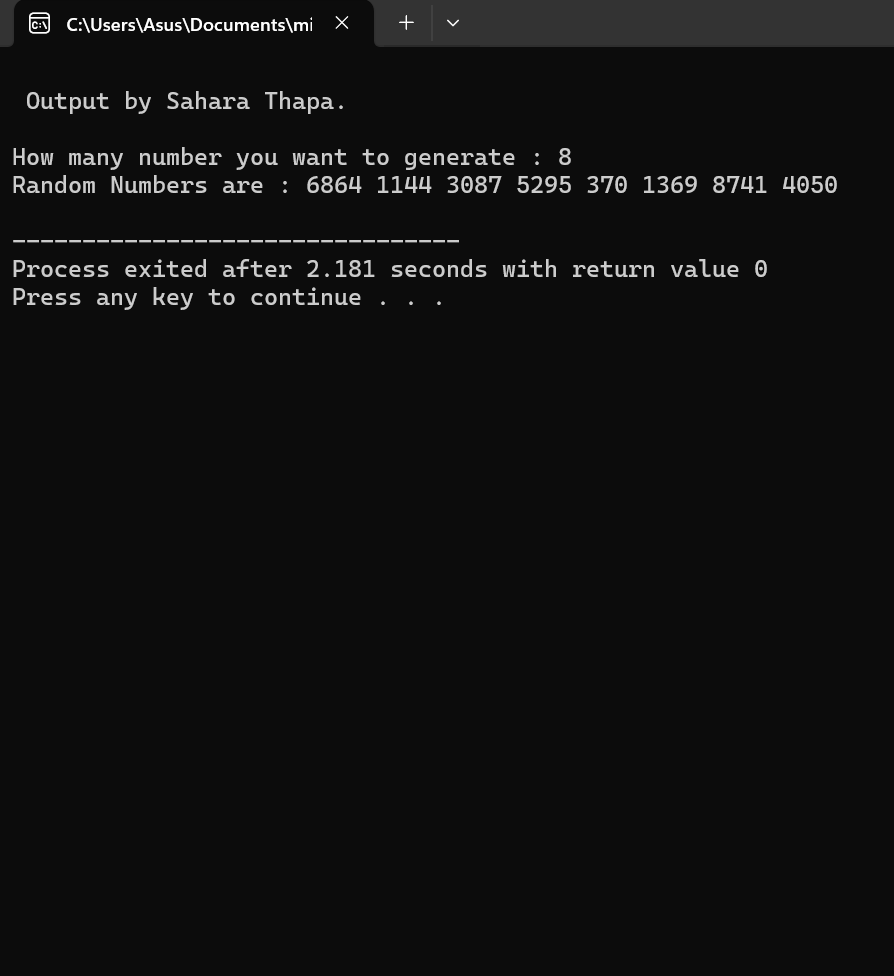 C:\Users\Asus\Documents\mi
Output by Sahara Thapa.
How many number you want to generate : 8
Random Numbers are : 6864 1144 3087 5295 370 1369 8741 4050
--------------------------------
Process exited after 2.181 seconds with return value 0
Press any key to continue . . .